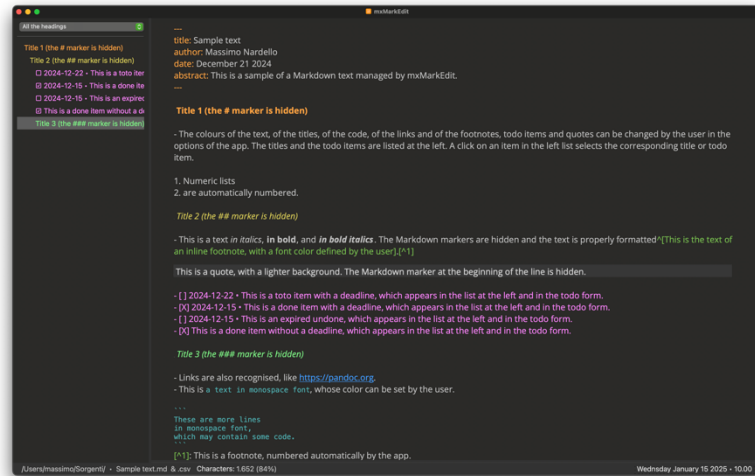 mxMarkEdit
All the headings
Title 1 (the # marker is hidden)
Title 2 (the ## marker is hidden)
☐ 2024-12-22 • This is a toto iter
☑ 2024-12-15 • This is a done ite
☐ 2024-12-15 • This is an expired
☑ This is a done item without a de
Title 3 (the ### marker is hidden)
---
title: Sample text
author: Massimo Nardello
date: December 21 2024
abstract: This is a sample of a Markdown text managed by mxMarkEdit.
---
Title 1 (the # marker is hidden)
- The colours of the text, of the titles, of the code, of the links and of the footnotes, todo items and quotes can be changed by the user in the
options of the app. The titles and the todo items are listed at the left. A click on an item in the left list selects the corresponding title or todo
item.
1. Numeric lists
2. are automatically numbered.
Title 2 (the ## marker is hidden)
- This is a text in italics, in bold, and in bold italics. The Markdown markers are hidden and the text is properly formatted^[This is the text of
an inline footnote, with a font color defined by the user].[^1]
This is a quote, with a lighter background. The Markdown marker at the beginning of the line is hidden.
- [ ] 2024-12-22 • This is a toto item with a deadline, which appears in the list at the left and in the todo form.
- [X] 2024-12-15 • This is a done item with a deadline, which appears in the list at the left and in the todo form.
- [ ] 2024-12-15 • This is an expired undone, which appears in the list at the left and in the todo form.
- [X] This is a done item without a deadline, which appears in the list at the left and in the todo form.
Title 3 (the ### marker is hidden)
- Links are also recognised, like https://pandoc.org.
- This is a text in monospace font, whose color can be set by the user.
```
These are more lines
in monospace font,
which may contain some code.
```
[^1]: This is a footnote, numbered automatically by the app.
/Users/massimo/Sorgenti/ • Sample text.md & .csv Characters: 1.652 (84%)
Wednsday January 15 2025 • 10.00